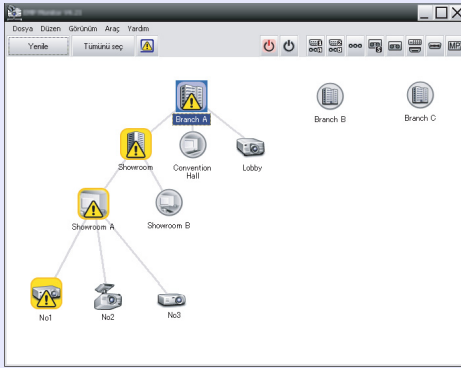 Dosya Düzen Görünüm Araç Yardım
Yenile Tümünü seç
MP
Branch A
Branch B
Branch C
Showroom
Convention
Hall
Lobby
Showroom A
Showroom B
No1
No2
No3